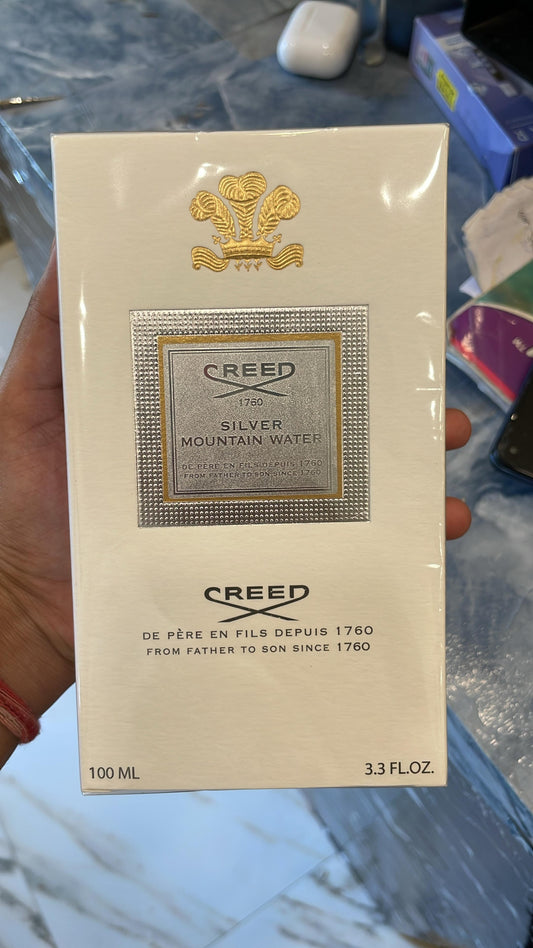 CREED
1760
SILVER
MOUNTAIN WATER
DE PÈRE EN FILS DEPUIS 1760
FROM FATHER TO SON SINCE 1760
CREED
DE PÈRE EN FILS DEPUIS 1760
FROM FATHER TO SON SINCE 1760
100 ML
3.3 FL.OZ.